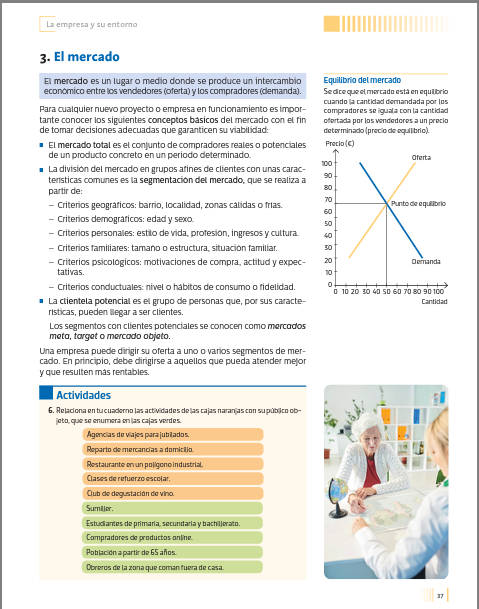 La empresa y su entorno
3. El mercado
El mercado es un lugar o medio donde se produce un intercambio
económico entre los vendedores (oferta) y los compradores (demanda).
Para cualquier nuevo proyecto o empresa en funcionamiento es impor-
tante conocer los siguientes conceptos básicos del mercado con el fin
de tomar decisiones adecuadas que garanticen su viabilidad:
El mercado total es el conjunto de compradores reales o potenciales
de un producto concreto en un periodo determinado.
La división del mercado en grupos afines de clientes con unas carac-
terísticas comunes es la segmentación del mercado, que se realiza a
partir de:
– Criterios geográficos: barrio, localidad, zonas cálidas o frías.
– Criterios demográficos: edad y sexo.
– Criterios personales: estilo de vida, profesión, ingresos y cultura.
– Criterios familiares: tamaño o estructura, situación familiar.
– Criterios psicológicos: motivaciones de compra, actitud y expec-
tativas.
– Criterios conductuales: nivel o hábitos de consumo o fidelidad.
La clientela potencial es el grupo de personas que, por sus caracte-
rísticas, pueden llegar a ser clientes.
Los segmentos con clientes potenciales se conocen como mercados
meta, target o mercado objeto.
Una empresa puede dirigir su oferta a uno o varios segmentos de mer-
cado. En principio, debe dirigirse a aquellos que pueda atender mejor
y que resulten más rentables.
Actividades
6. Relaciona en tu cuaderno las actividades de las cajas naranjas con su público ob-
jeto, que se enumera en las cajas verdes.
Agencias de viajes para jubilados.
Reparto de mercancías a domicilio.
Restaurante en un polígono industrial.
Clases de refuerzo escolar.
Club de degustación de vino.
Sumiller.
Estudiantes de primaria, secundaria y bachillerato.
Compradores de productos online.
Población a partir de 65 años.
Obreros de la zona que coman fuera de casa.
Equilibrio del mercado
Se dice que el mercado está en equilibrio
cuando la cantidad demandada por los
compradores se iguala con la cantidad
ofertada por los vendedores a un precio
determinado (precio de equilibrio).
Precio (€)
Oferta
100
90
80
70
Punto de equilibrio
60
50
40
30
20
Demanda
10
0
0 10 20 30 40 50 60 70 80 90 100
Cantidad
37